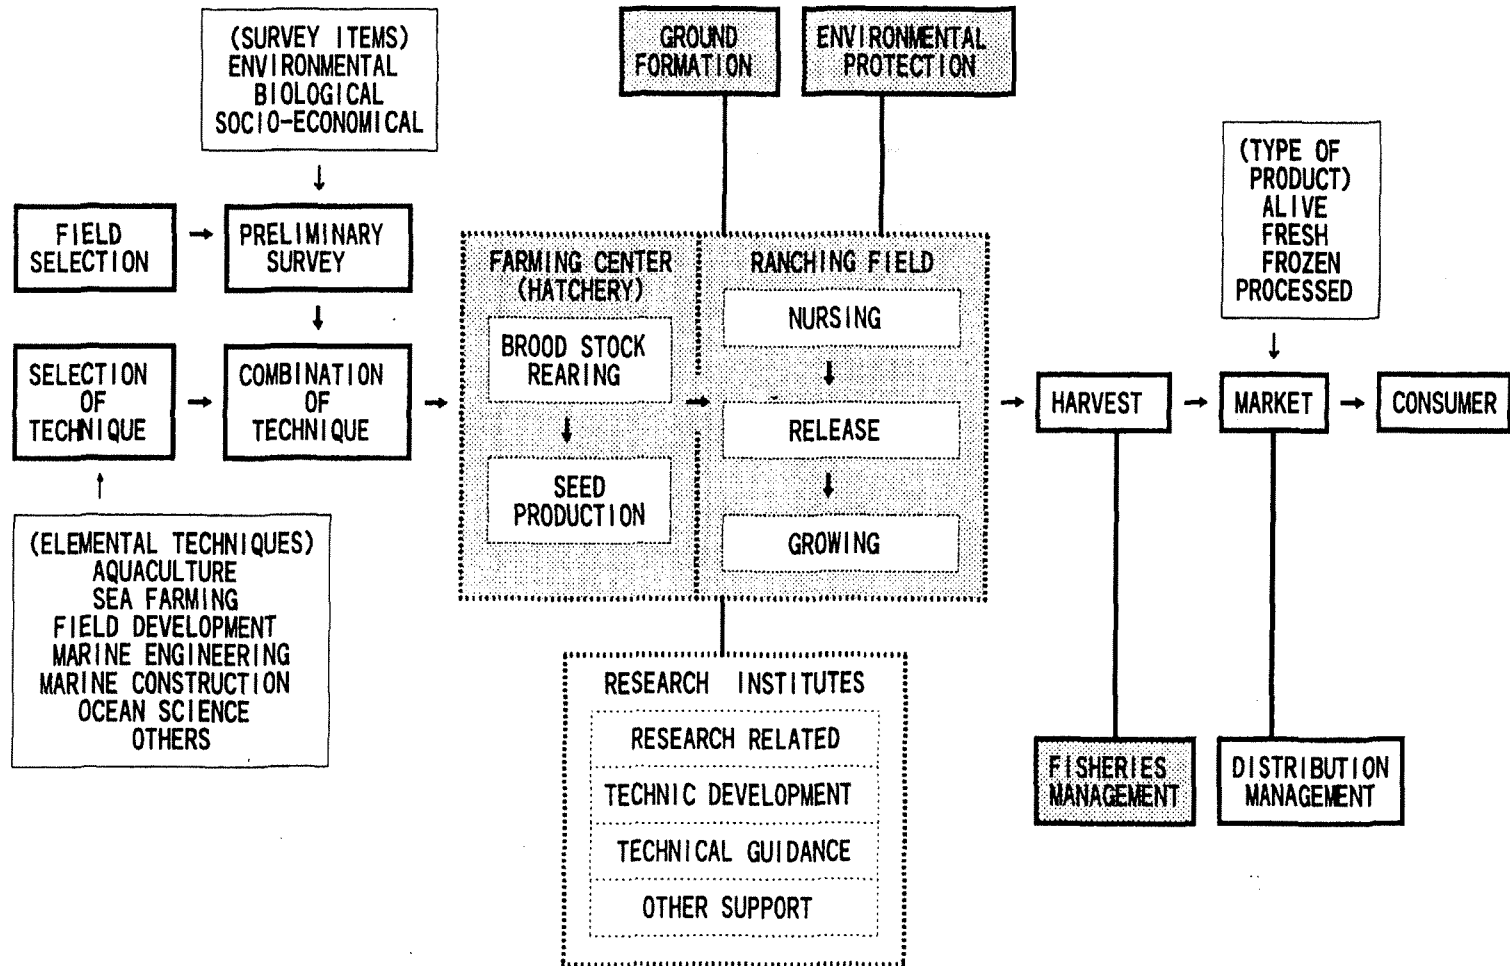 (SURVEY ITEMS)
ENVIRONMENTAL
BIOLOGICAL
SOCIO-ECONOMICAL
GROUND
FORMATION
ENVIRONMENTAL
PROTECTION
(TYPE OF
PRODUCT)
ALIVE
FRESH
FROZEN
PROCESSED
FIELD
SELECTION
PRELIMINARY
SURVEY
SELECTION
OF
TECHNIQUE
COMBINATION
OF
TECHNIQUE
(ELEMENTAL TECHNIQUES)
AQUACULTURE
SEA FARMING
FIELD DEVELOPMENT
MARINE ENGINEERING
MARINE CONSTRUCTION
OCEAN SCIENCE
OTHERS
FARMING CENTER
(HATCHERY)
BROOD STOCK
REARING
SEED
PRODUCTION
RANCHING FIELD
NURSING
RELEASE
GROWING
HARVEST
MARKET
CONSUMER
RESEARCH INSTITUTES
RESEARCH RELATED
TECHNIC DEVELOPMENT
TECHNICAL GUIDANCE
OTHER SUPPORT
FISHERIES
MANAGEMENT
DISTRIBUTION
MANAGEMENT